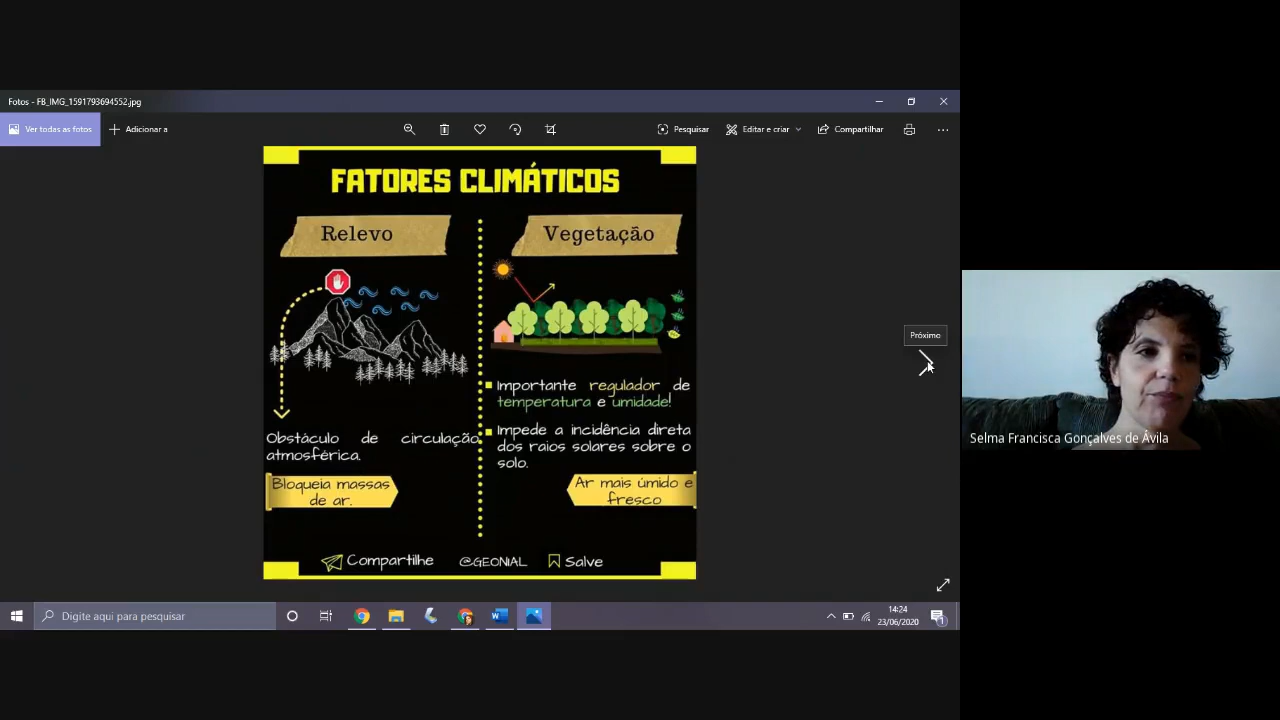 Fotos - FB_IMG_1591793694552.jpg
Ver todas as fotos
Adicionar a
Pesquisar
Editar e criar
Compartilhar
FATORES CLIMÁTICOS
Relevo
Obstáculo de circulação
atmosférica.
Bloqueia massas
de ar.
Vegetação
Importante regulador de
temperatura e umidade!
Impede a incidência direta
dos raios solares sobre o
solo.
Ar mais úmido e
fresco
Compartilhe
@GEONIAL
Salve
Próximo
Selma Francisca Gonçalves de Ávila
Digite aqui para pesquisar
14:24
23/06/2020
1